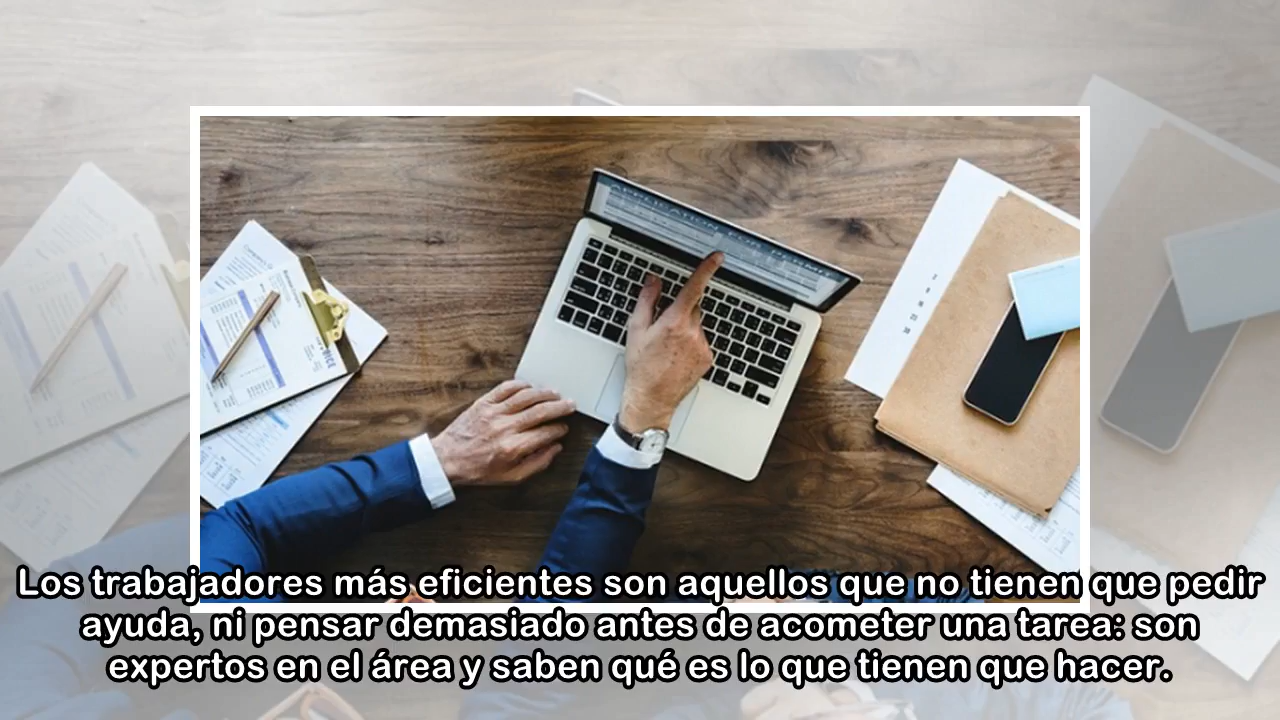 Los trabajadores más eficientes son aquellos que no tienen que pedir
ayuda, ni pensar demasiado antes de acometer una tarea: son
expertos en el área y saben qué es lo que tienen que hacer.